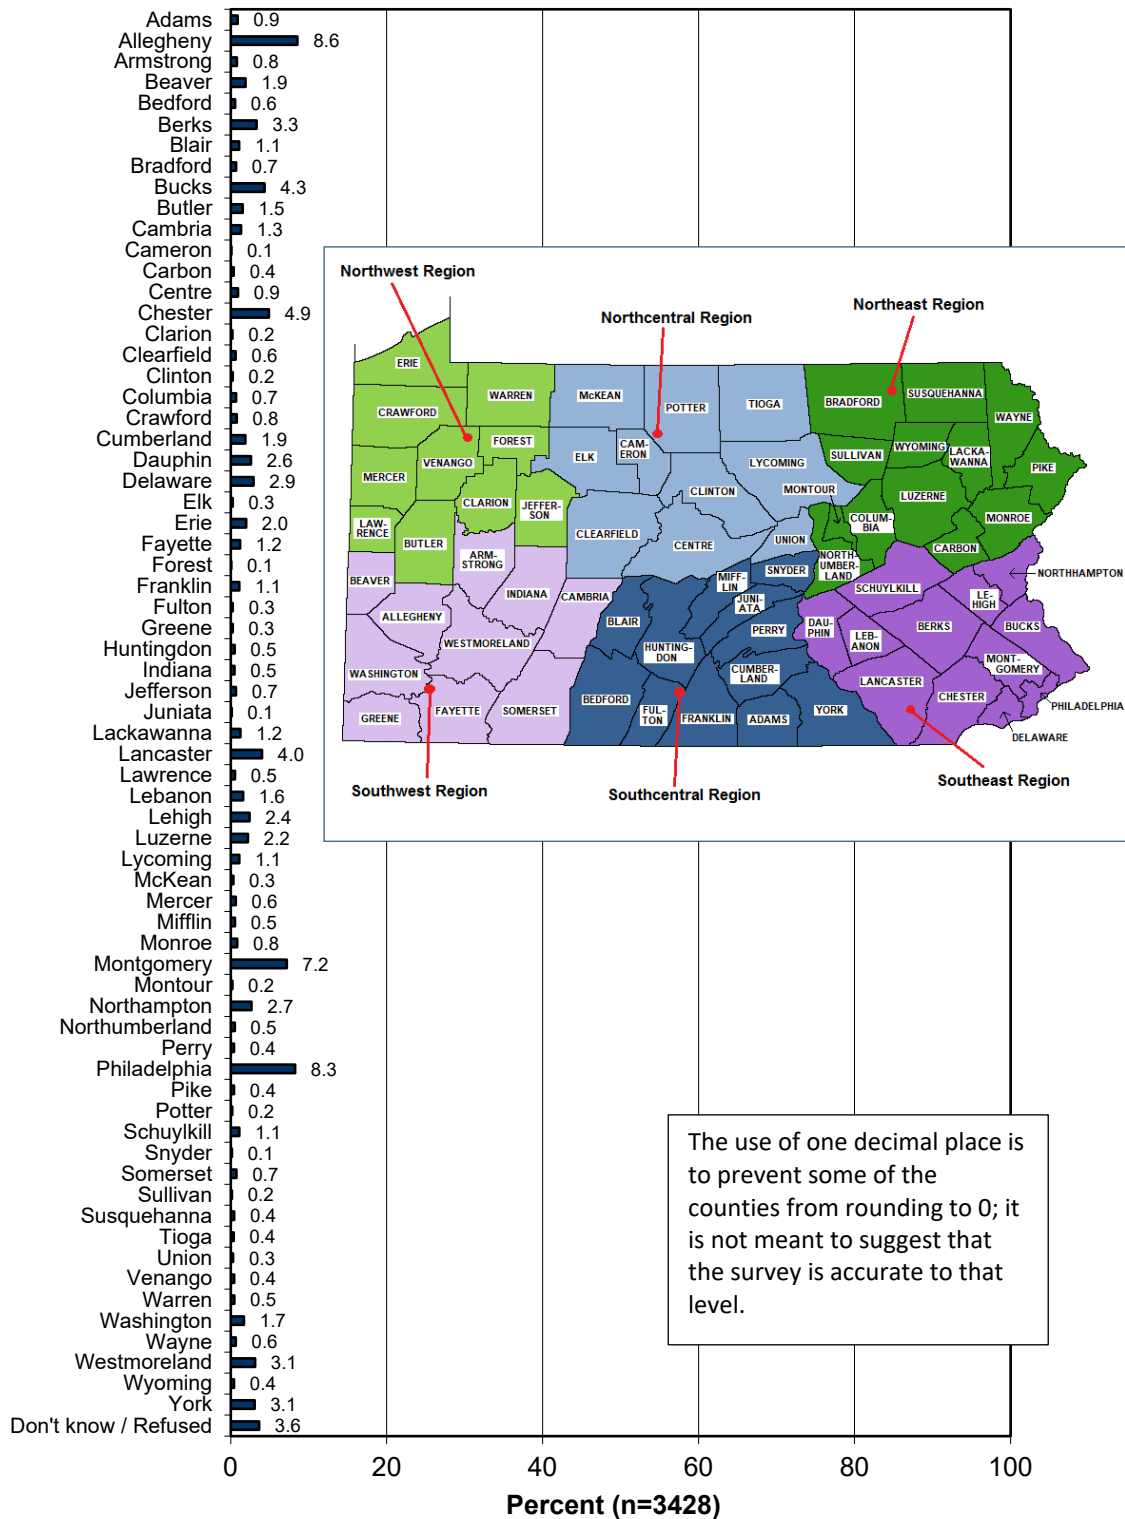 Adams 0.9
Allegheny 8.6
Armstrong 0.8
Beaver 1.9
Bedford 0.6
Berks 3.3
Blair 1.1
Bradford 0.7
Bucks 4.3
Butler 1.5
Cambria 1.3
Cameron 0.1
Carbon 0.4
Centre 0.9
Chester 4.9
Clarion 0.2
Clearfield 0.6
Clinton 0.2
Columbia 0.7
Crawford 0.8
Cumberland 1.9
Dauphin 2.6
Delaware 2.9
Elk 0.3
Erie 2.0
Fayette 1.2
Forest 0.1
Franklin 1.1
Fulton 0.3
Greene 0.3
Huntingdon 0.5
Indiana 0.5
Jefferson 0.7
Juniata 0.1
Lackawanna 1.2
Lancaster 4.0
Lawrence 0.5
Lebanon 1.6
Lehigh 2.4
Luzerne 2.2
Lycoming 1.1
McKean 0.3
Mercer 0.6
Mifflin 0.5
Monroe 0.8
Montgomery 7.2
Montour 0.2
Northampton 2.7
Northumberland 0.5
Perry 0.4
Philadelphia 8.3
Pike 0.4
Potter 0.2
Schuylkill 1.1
Snyder 0.1
Somerset 0.7
Sullivan 0.2
Susquehanna 0.4
Tioga 0.4
Union 0.3
Venango 0.4
Warren 0.5
Washington 1.7
Wayne 0.6
Westmoreland 3.1
Wyoming 0.4
York 3.1
Don't know / Refused 3.6
0 20 40 60 80 100
Percent (n=3428)
Northwest Region
Northcentral Region
Northeast Region
ERIE
WARREN
CRAWFORD
FOREST
VENANGO
MERCER
CLARION
JEFFER-
SON
LAW-
RENCE
BUTLER
McKEAN
POTTER
TIOGA
ELK
CAM-
ERON
LYCOMING
CLINTON
MONTOUR
CLEARFIELD
CENTRE
UNION
BRADFORD
SUSQUEHANNA
WAYNE
SULLIVAN
WYOMING
LACKA-
WANNA
PIKE
LUZERNE
COLUM-
BIA
MONROE
CARBON
NORTH-
UMBER-
LAND
BEAVER
ARM-
STRONG
INDIANA
CAMBRIA
ALLEGHENY
WESTMORELAND
WASHINGTON
GREENE
FAYETTE
SOMERSET
SNYDER
MIFF-
LIN
JUNI-
ATA
BLAIR
PERRY
HUNTING-
DON
CUMBER-
LAND
BEDFORD
FUL-
TON
FRANKLIN
ADAMS
YORK
NORTHHAMPTON
SCHUYLKILL
LE-
HIGH
DAU-
PHIN
BERKS
BUCKS
LEB-
ANON
MONT-
GOMERY
LANCASTER
CHESTER
PHILADELPHIA
DELAWARE
Southwest Region
Southcentral Region
Southeast Region
The use of one decimal place is
to prevent some of the
counties from rounding to 0; it
is not meant to suggest that
the survey is accurate to that
level.